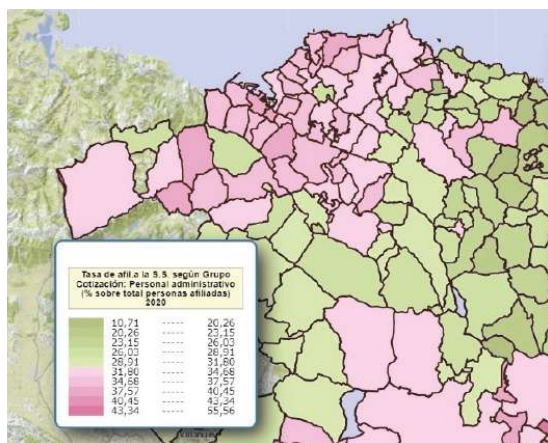 Tasa de afil.a la S.S. según Grupo
Cotización: Personal administrativo
(% sobre total personas afiliadas)
2020
10,71 ----- 20,26
20,26 ----- 23,15
23,15 ----- 26,03
26,03 ----- 28,91
28,91 ----- 31,80
31,80 ----- 34,68
34,68 ----- 37,57
37,57 ----- 40,45
40,45 ----- 43,34
43,34 ----- 55,56